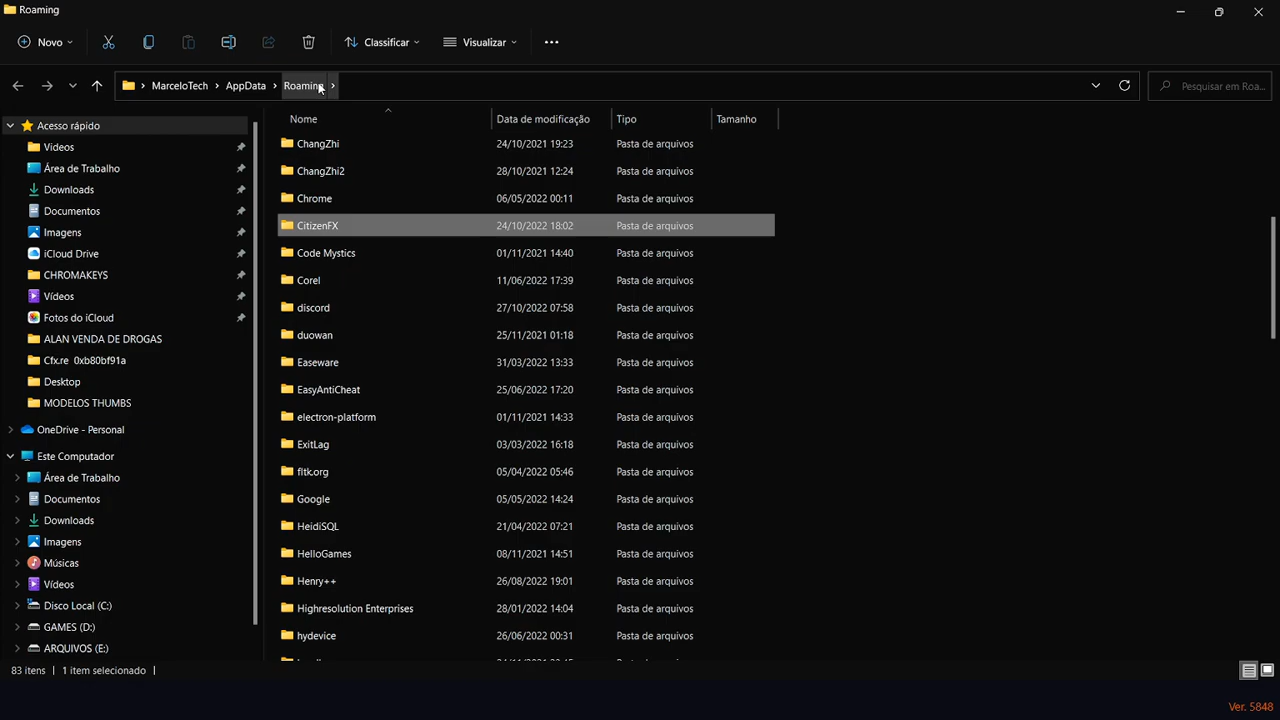 Roaming
Novo
Classificar
Visualizar
MarceloTech
AppData
Roaming
Pesquisar em Roa...
Nome
Data de modificação
Tipo
Tamanho
Acesso rápido
Videos
Área de Trabalho
Downloads
Documentos
Imagens
iCloud Drive
CHROMAKEYS
Vídeos
Fotos do iCloud
ALAN VENDA DE DROGAS
Cfx.re 0xb80bf91a
Desktop
MODELOS THUMBS
OneDrive - Personal
Este Computador
Área de Trabalho
Documentos
Downloads
Imagens
Músicas
Vídeos
Disco Local (C:)
GAMES (D:)
ARQUIVOS (E:)
ChangZhi 24/10/2021 19:23 Pasta de arquivos
ChangZhi2 28/10/2021 12:24 Pasta de arquivos
Chrome 06/05/2022 00:11 Pasta de arquivos
CitizenFX 24/10/2022 18:02 Pasta de arquivos
Code Mystics 01/11/2021 14:40 Pasta de arquivos
Corel 11/06/2022 17:39 Pasta de arquivos
discord 27/10/2022 07:58 Pasta de arquivos
duowan 25/11/2021 01:18 Pasta de arquivos
Easeware 31/03/2022 13:33 Pasta de arquivos
EasyAntiCheat 25/06/2022 17:20 Pasta de arquivos
electron-platform 01/11/2021 14:33 Pasta de arquivos
ExitLag 03/03/2022 16:18 Pasta de arquivos
fltk.org 05/04/2022 05:46 Pasta de arquivos
Google 05/05/2022 14:24 Pasta de arquivos
HeidiSQL 21/04/2022 07:21 Pasta de arquivos
HelloGames 08/11/2021 14:51 Pasta de arquivos
Henry++ 26/08/2022 19:01 Pasta de arquivos
Highresolution Enterprises 28/01/2022 14:04 Pasta de arquivos
hydevice 26/06/2022 00:31 Pasta de arquivos
83 itens
1 item selecionado
Ver. 5848